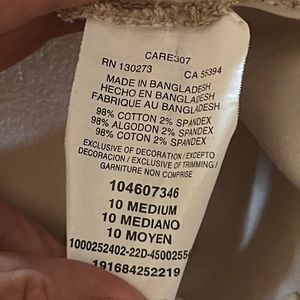 CARE307
RN 130273 CA 55394
MADE IN BANGLADESH
HECHO EN BANGLADESH
FABRIQUE AU BANGLADESH
98% COTTON 2% SPANDEX
98% ALGODON 2% SPANDEX
98% COTON 2% SPANDEX
EXCLUSIVE OF DECORATION/EXCEPTO
DECORACION / EXCLUSIVE OF TRIMMING/
GARNITURE NON COMPRISE
104607346
10 MEDIUM
10 MEDIANO
10 MOYEN
1000252402-22D-4500255
191684252219